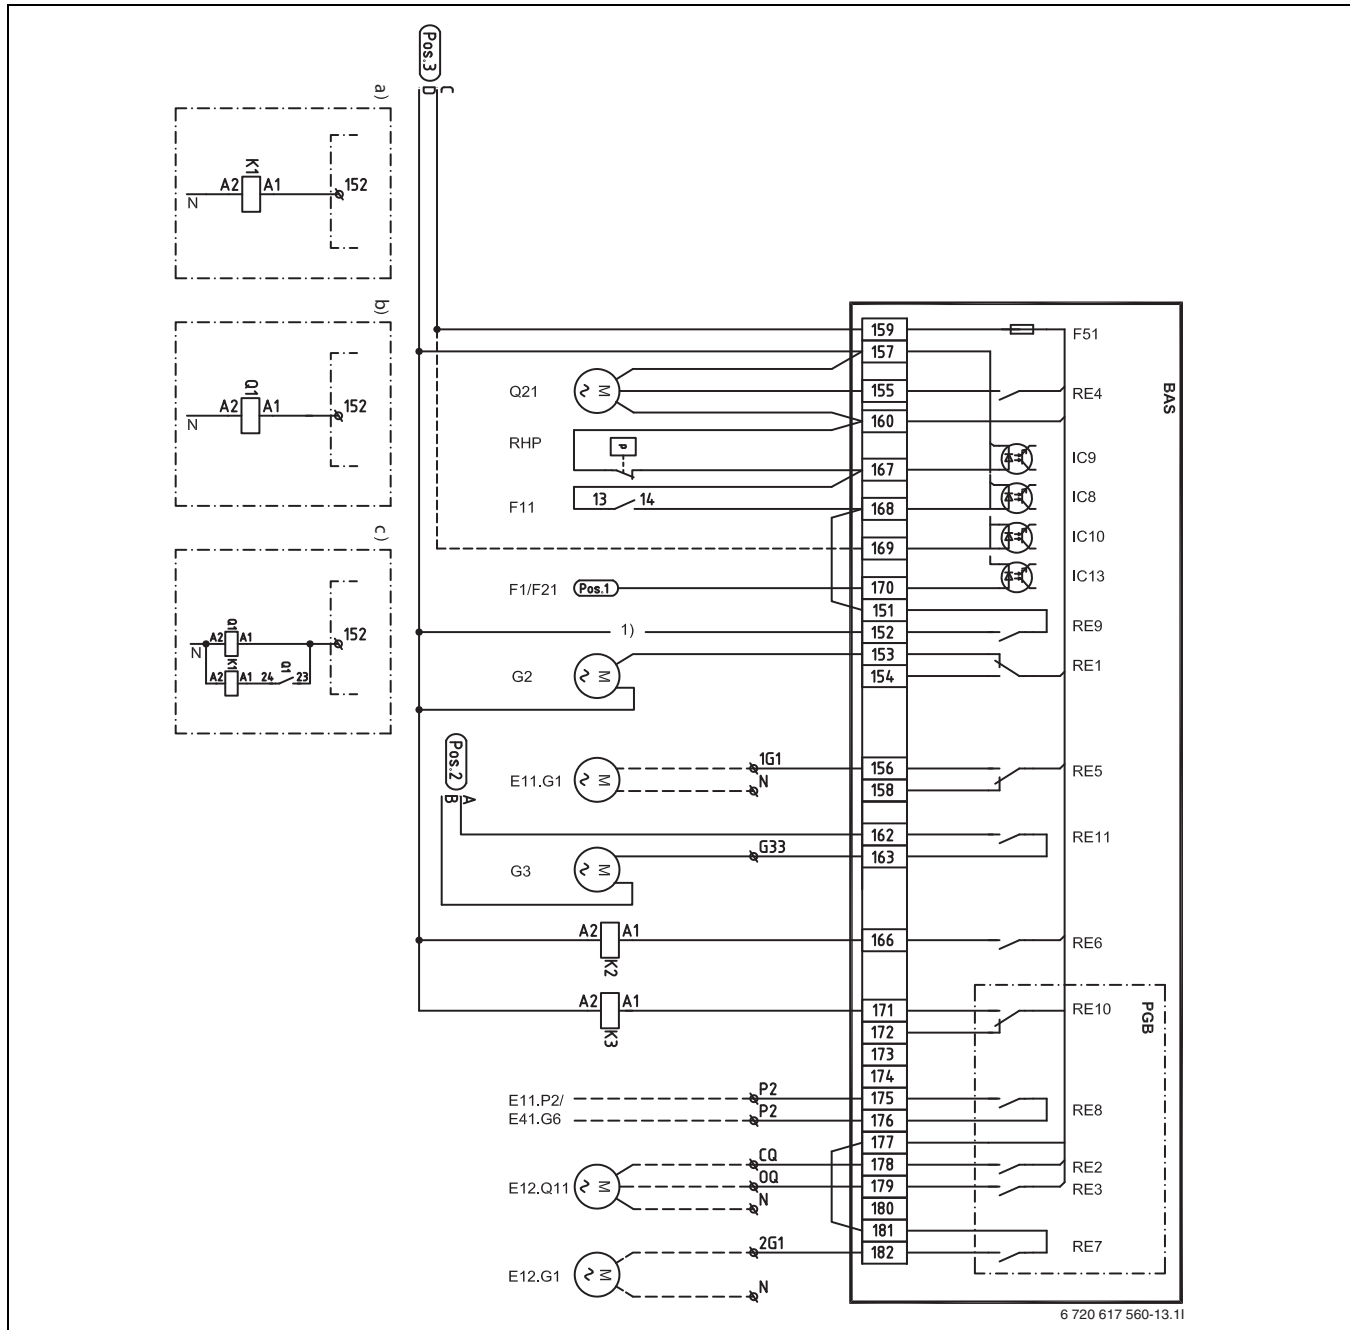 Pos.3
D C
a)
K1
A2 A1 152
N
b)
Q1
A2 A1 152
N
c)
Q1
A2 A1 152
N
K1 Q1
A2 A1 24 23
BAS
159 F51
157
Q21 M ~ 155 RE4
160
RHP P 167 IC9
F11 13 14 168 IC8
169 IC10
F1/F21 Pos.1 170 IC13
151
1) 152 RE9
153
G2 M ~ 154 RE1
Pos.2
B A
E11.G1 M ~ 1G1 156 RE5
N 158
162 RE11
G3 M ~ G33 163
A2 A1 166 RE6
K2
A2 A1 171 RE10
K3
PGB
172
173
174
E11.P2/ P2 175
E41.G6 P2 176 RE8
177
CQ 178 RE2
E12.Q11 M ~ OQ 179 RE3
N 180
181
2G1 182 RE7
E12.G1 M ~
N
6 720 617 560-13.1I